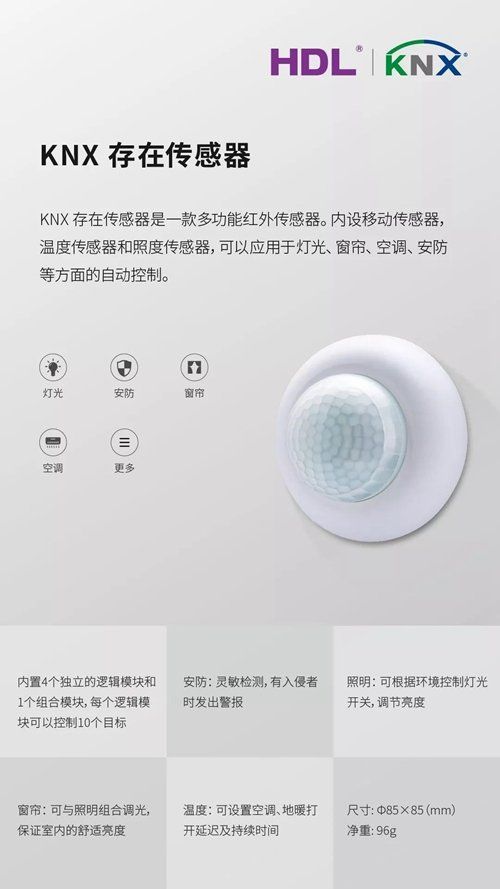 HDL® | KNX®
KNX 存在传感器
KNX 存在传感器是一款多功能红外传感器。内设移动传感器，
温度传感器和照度传感器，可以应用于灯光、窗帘、空调、安防
等方面的自动控制。
灯光
安防
窗帘
空调
更多
内置4个独立的逻辑模块和
1个组合模块，每个逻辑模
块可以控制10个目标
安防：灵敏检测，有入侵者
时发出警报
照明：可根据环境控制灯光
开关，调节亮度
窗帘：可与照明组合调光，
保证室内的舒适亮度
温度：可设置空调、地暖打
开延迟及持续时间
尺寸: Φ85×85（mm）
净重: 96g